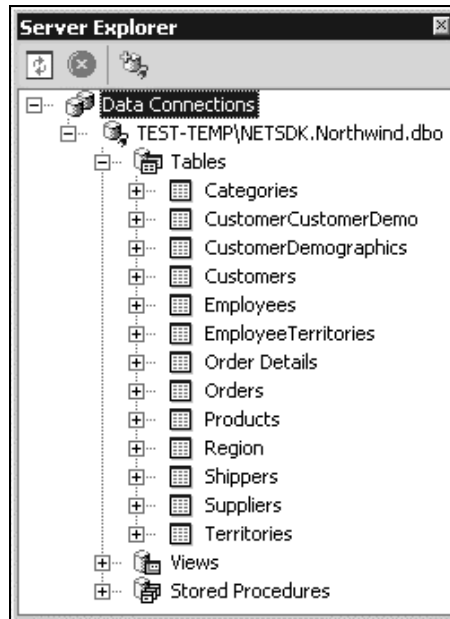 Server Explorer
Data Connections
TEST-TEMP\NETSDK.Northwind.dbo
Tables
Categories
CustomerCustomerDemo
CustomerDemographics
Customers
Employees
EmployeeTerritories
Order Details
Orders
Products
Region
Shippers
Suppliers
Territories
Views
Stored Procedures